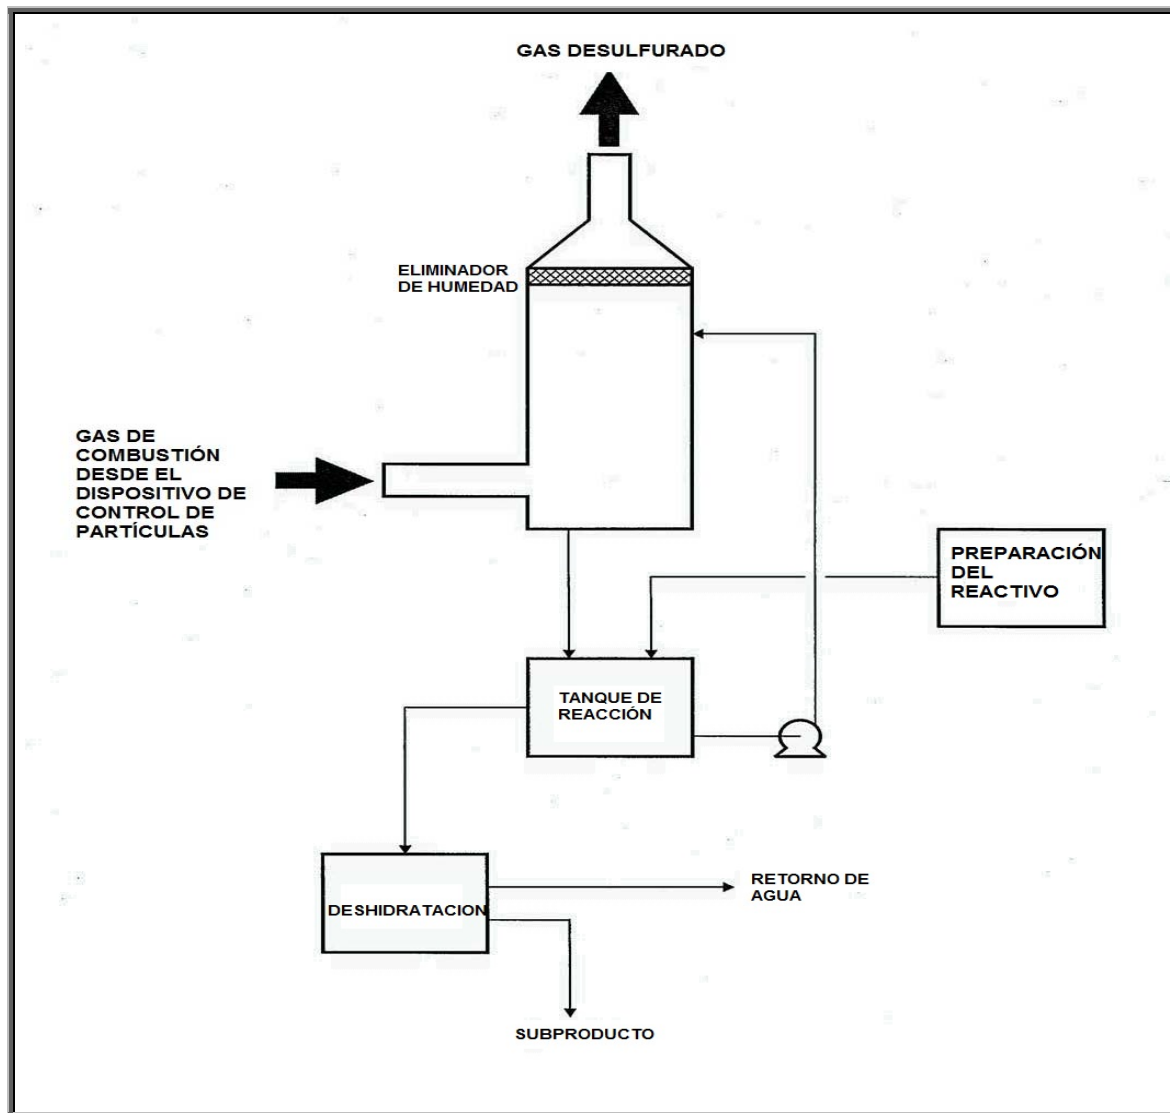 GAS DESULFURADO
ELIMINADOR
DE HUMEDAD
GAS DE
COMBUSTIÓN
DESDE EL
DISPOSITIVO DE
CONTROL DE
PARTÍCULAS
PREPARACIÓN
DEL
REACTIVO
TANQUE DE
REACCIÓN
DESHIDRATACION
RETORNO DE
AGUA
SUBPRODUCTO